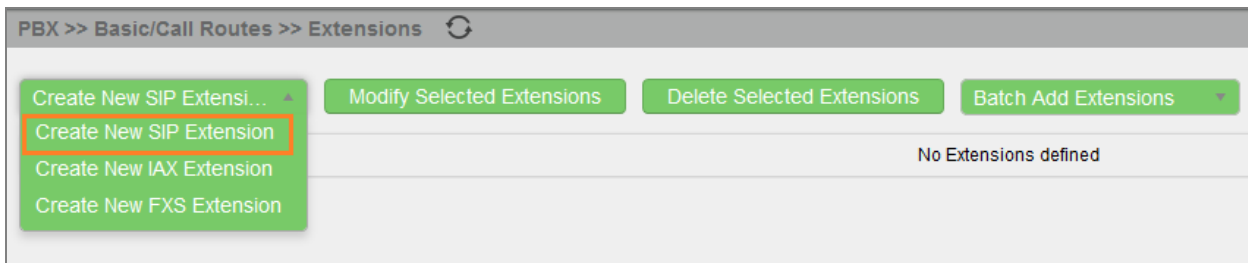 PBX >> Basic/Call Routes >> Extensions
Create New SIP Extensi... Modify Selected Extensions Delete Selected Extensions Batch Add Extensions
Create New SIP Extension
No Extensions defined
Create New IAX Extension
Create New FXS Extension